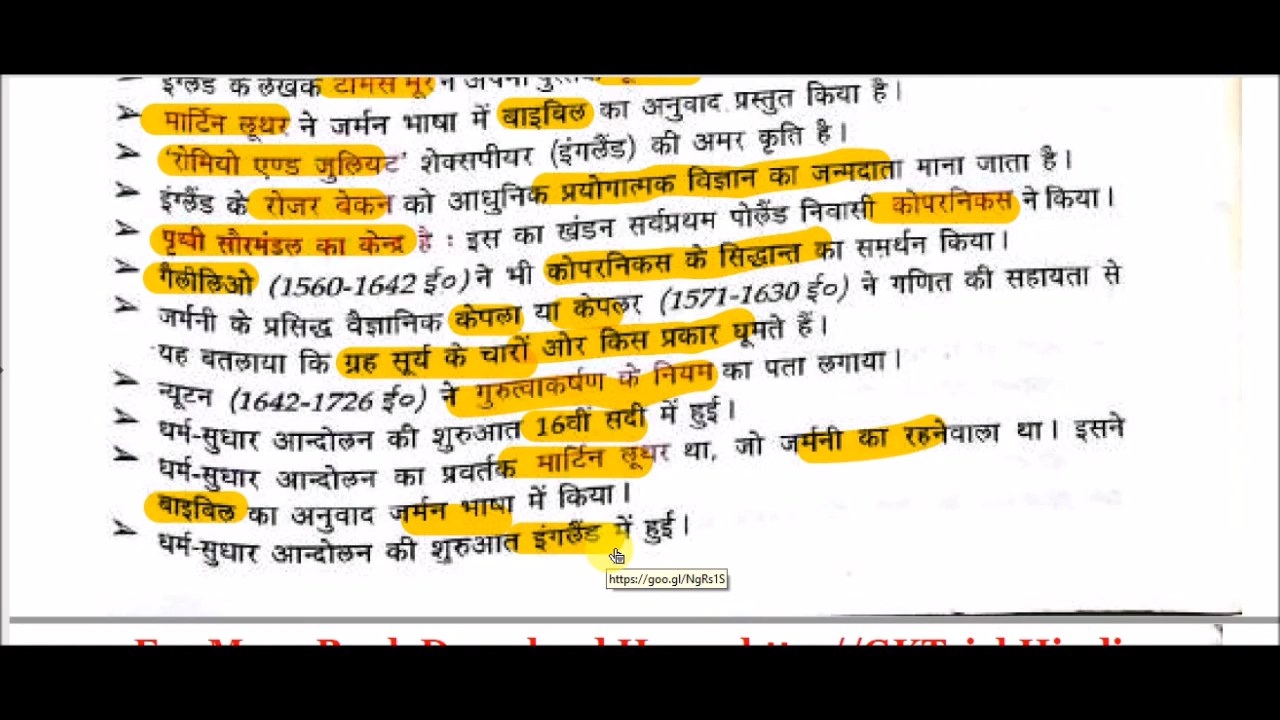 इंग्लैंड के लेखक टामस मूर ने अपनी
➤ मार्टिन लूथर ने जर्मन भाषा में बाइबिल का अनुवाद प्रस्तुत किया है।
➤ 'रोमियो एण्ड जुलियट' शेक्सपीयर (इंगलैंड) की अमर कृति है।
➤ इंग्लैंड के रोजर बेकन को आधुनिक प्रयोगात्मक विज्ञान का जन्मदाता माना जाता है।
➤ पृथ्वी सौरमंडल का केन्द्र है : इस का खंडन सर्वप्रथम पोलैंड निवासी कोपरनिकस ने किया।
➤ गैलीलिओ (1560-1642 ई०) ने भी कोपरनिकस के सिद्धान्त का समर्थन किया।
➤ जर्मनी के प्रसिद्ध वैज्ञानिक केपला या केपलर (1571-1630 ई०) ने गणित की सहायता से
यह बतलाया कि ग्रह सूर्य के चारों ओर किस प्रकार घूमते हैं।
➤ न्यूटन (1642-1726 ई०) ने गुरुत्वाकर्षण के नियम का पता लगाया।
➤ धर्म-सुधार आन्दोलन की शुरुआत 16वीं सदी में हुई।
➤ धर्म-सुधार आन्दोलन का प्रवर्तक मार्टिन लूथर था, जो जर्मनी का रहनेवाला था। इसने
बाइबिल का अनुवाद जर्मन भाषा में किया।
➤ धर्म-सुधार आन्दोलन की शुरुआत इंगलैंड में हुई।
https://goo.gl/NgRs1S